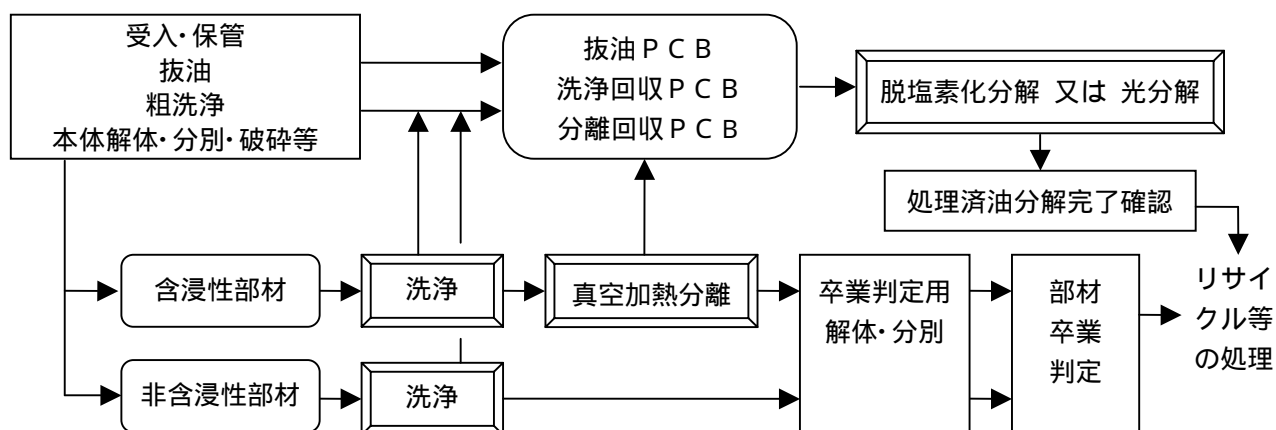 受入・保管
抜油
粗洗浄
本体解体・分別・破砕等
抜油ＰＣＢ
洗浄回収ＰＣＢ
分離回収ＰＣＢ
脱塩素化分解 又は 光分解
処理済油分解完了確認
含浸性部材
洗浄
真空加熱分離
卒業判定用
解体・分別
部材
卒業
判定
リサイ
クル等
の処理
非含浸性部材
洗浄